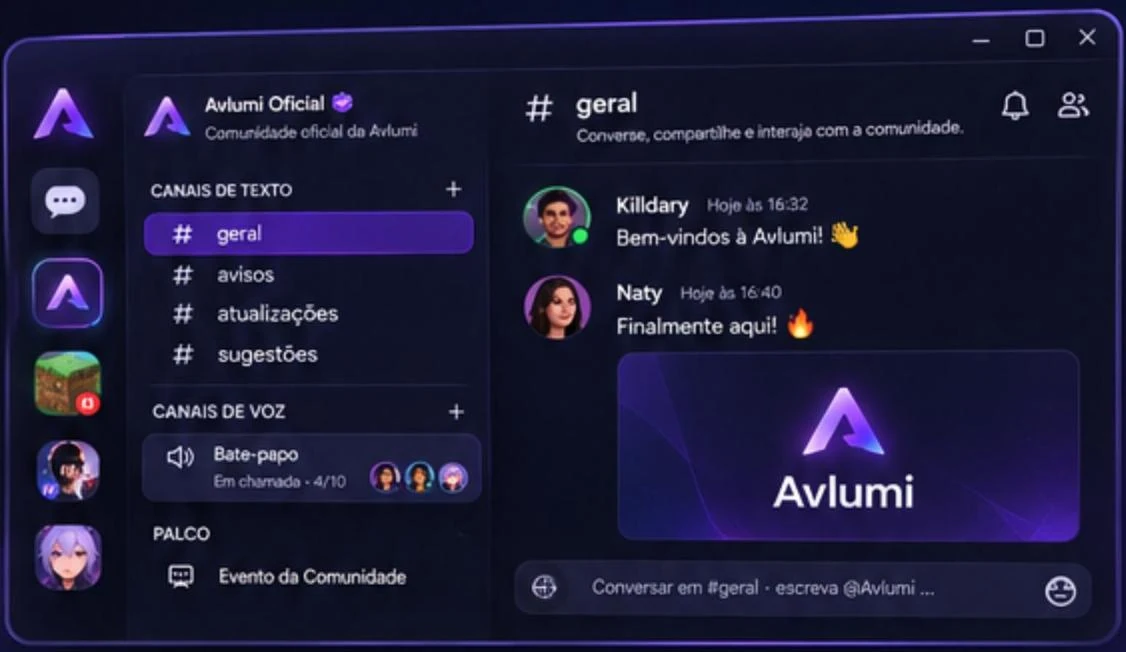 Avlumi Oficial
Comunidade oficial da Avlumi
CANAIS DE TEXTO
# geral
# avisos
# atualizações
# sugestões
CANAIS DE VOZ
Bate-papo
Em chamada · 4/10
PALCO
Evento da Comunidade
# geral
Converse, compartilhe e interaja com a comunidade.
Killdary Hoje às 16:32
Bem-vindos à Avlumi! 👋
Naty Hoje às 16:40
Finalmente aqui! 🔥
Avlumi
Conversar em #geral · escreva @Avlumi ...